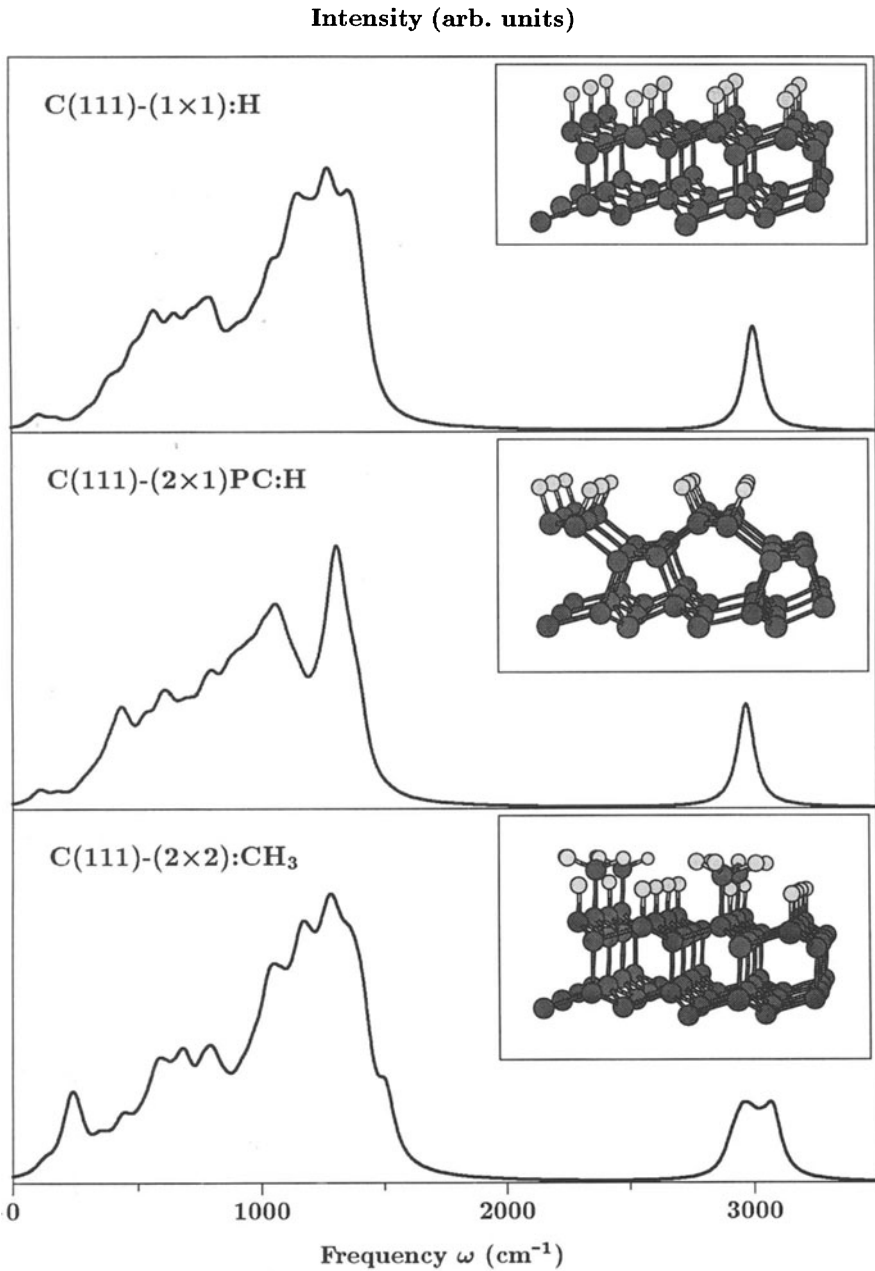 Intensity (arb. units)
C(111)-(1×1):H
C(111)-(2×1)PC:H
C(111)-(2×2):CH₃
0 1000 2000 3000
Frequency ω (cm⁻¹)